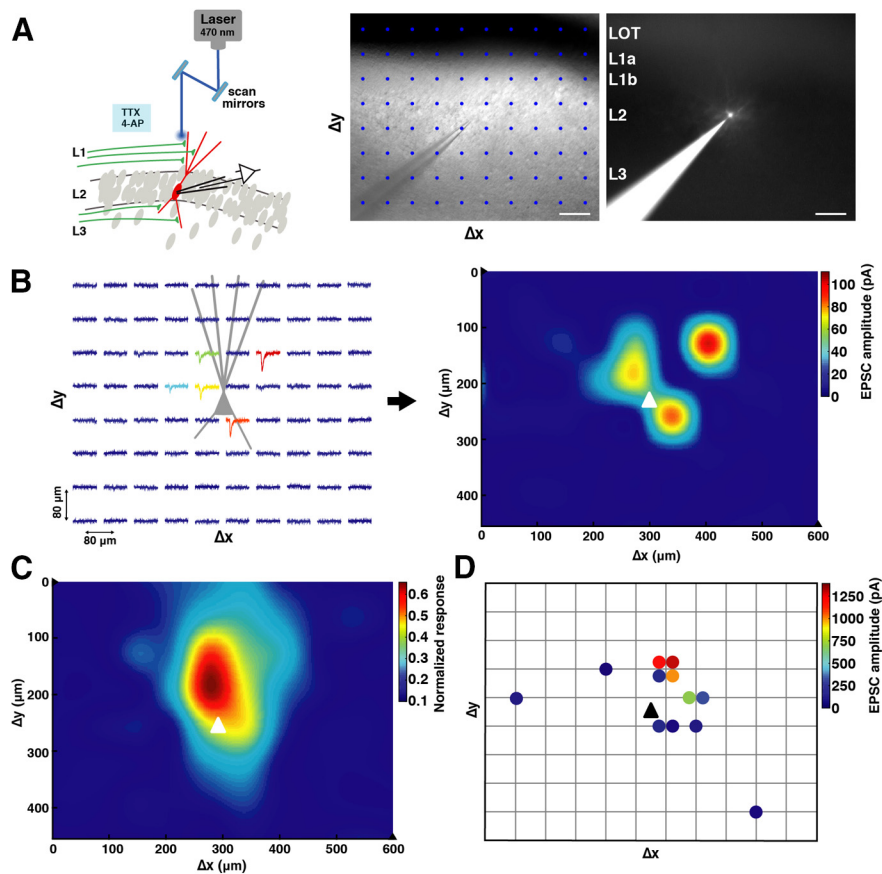 A
Laser
470 nm
scan
mirrors
TTX
4-AP
L1
L2
L3
Δy
Δx
LOT
L1a
L1b
L2
L3
B
Δy
80 µm
80 µm
Δx
0
100
200
300
400
Δy (µm)
0
100
200
300
400
500
600
Δx (µm)
100
80
60
40
20
0
EPSC amplitude (pA)
C
0
100
200
300
400
Δy (µm)
0
100
200
300
400
500
600
Δx (µm)
0.6
0.5
0.4
0.3
0.2
0.1
Normalized response
D
Δy
Δx
1250
1000
750
500
250
0
EPSC amplitude (pA)